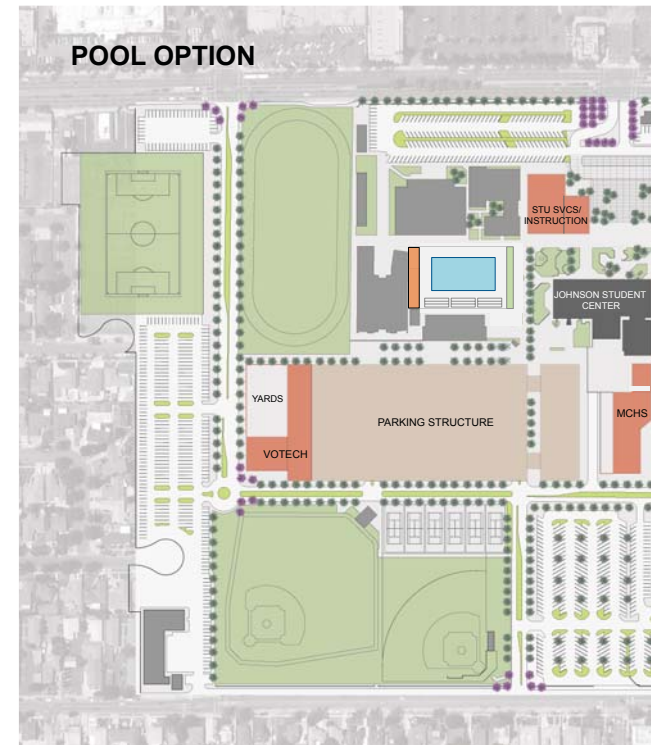 POOL OPTION
STU SVCS/
INSTRUCTION
JOHNSON STUDENT
CENTER
YARDS
PARKING STRUCTURE
MCHS
VOTECH